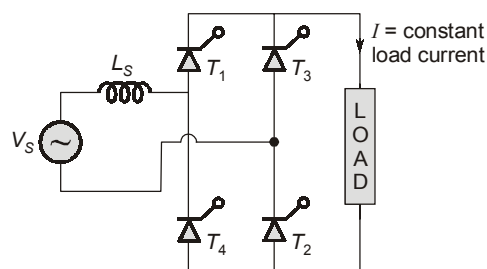 I = constant
load current
L_S
T_1
T_3
V_S
~
LOAD
T_4
T_2